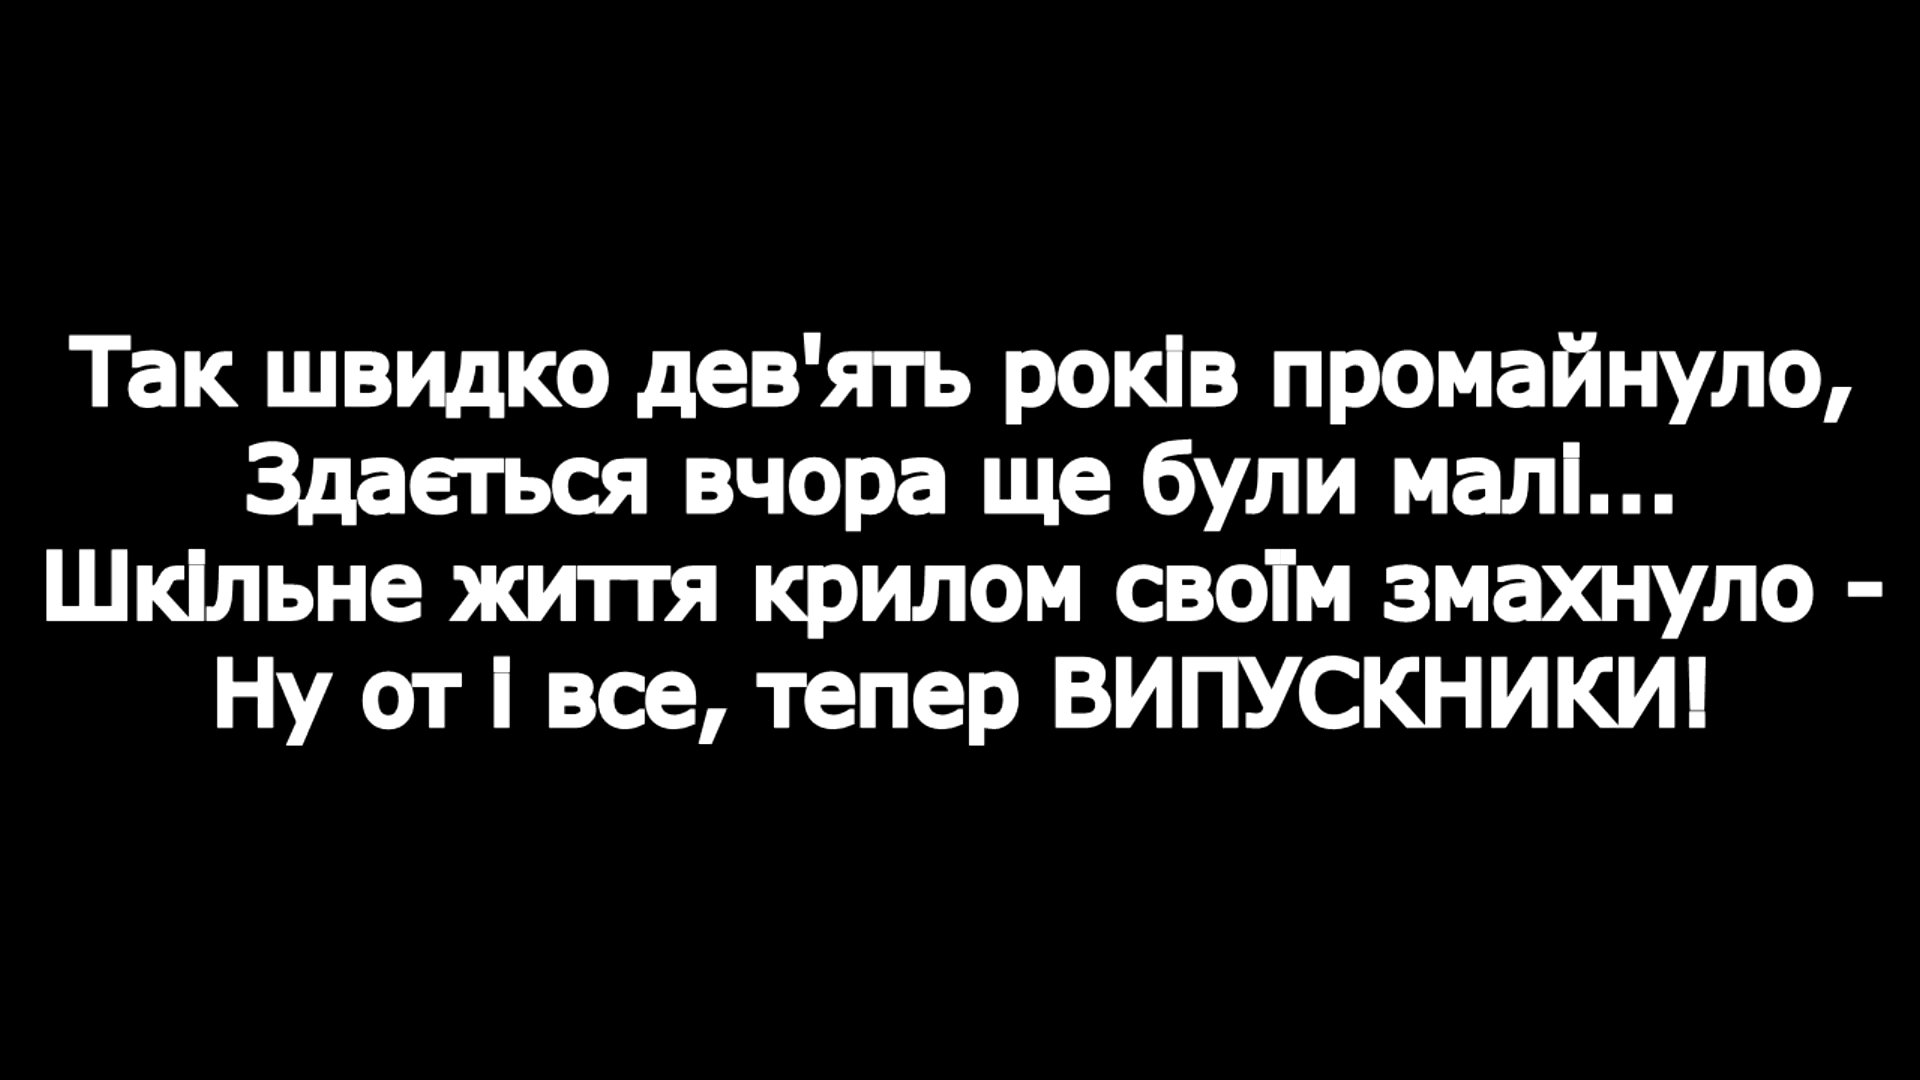 Так швидко дев'ять років промайнуло,
Здається вчора ще були малі...
Шкільне життя крилом своїм змахнуло -
Ну от і все, тепер ВИПУСКНИКИ!